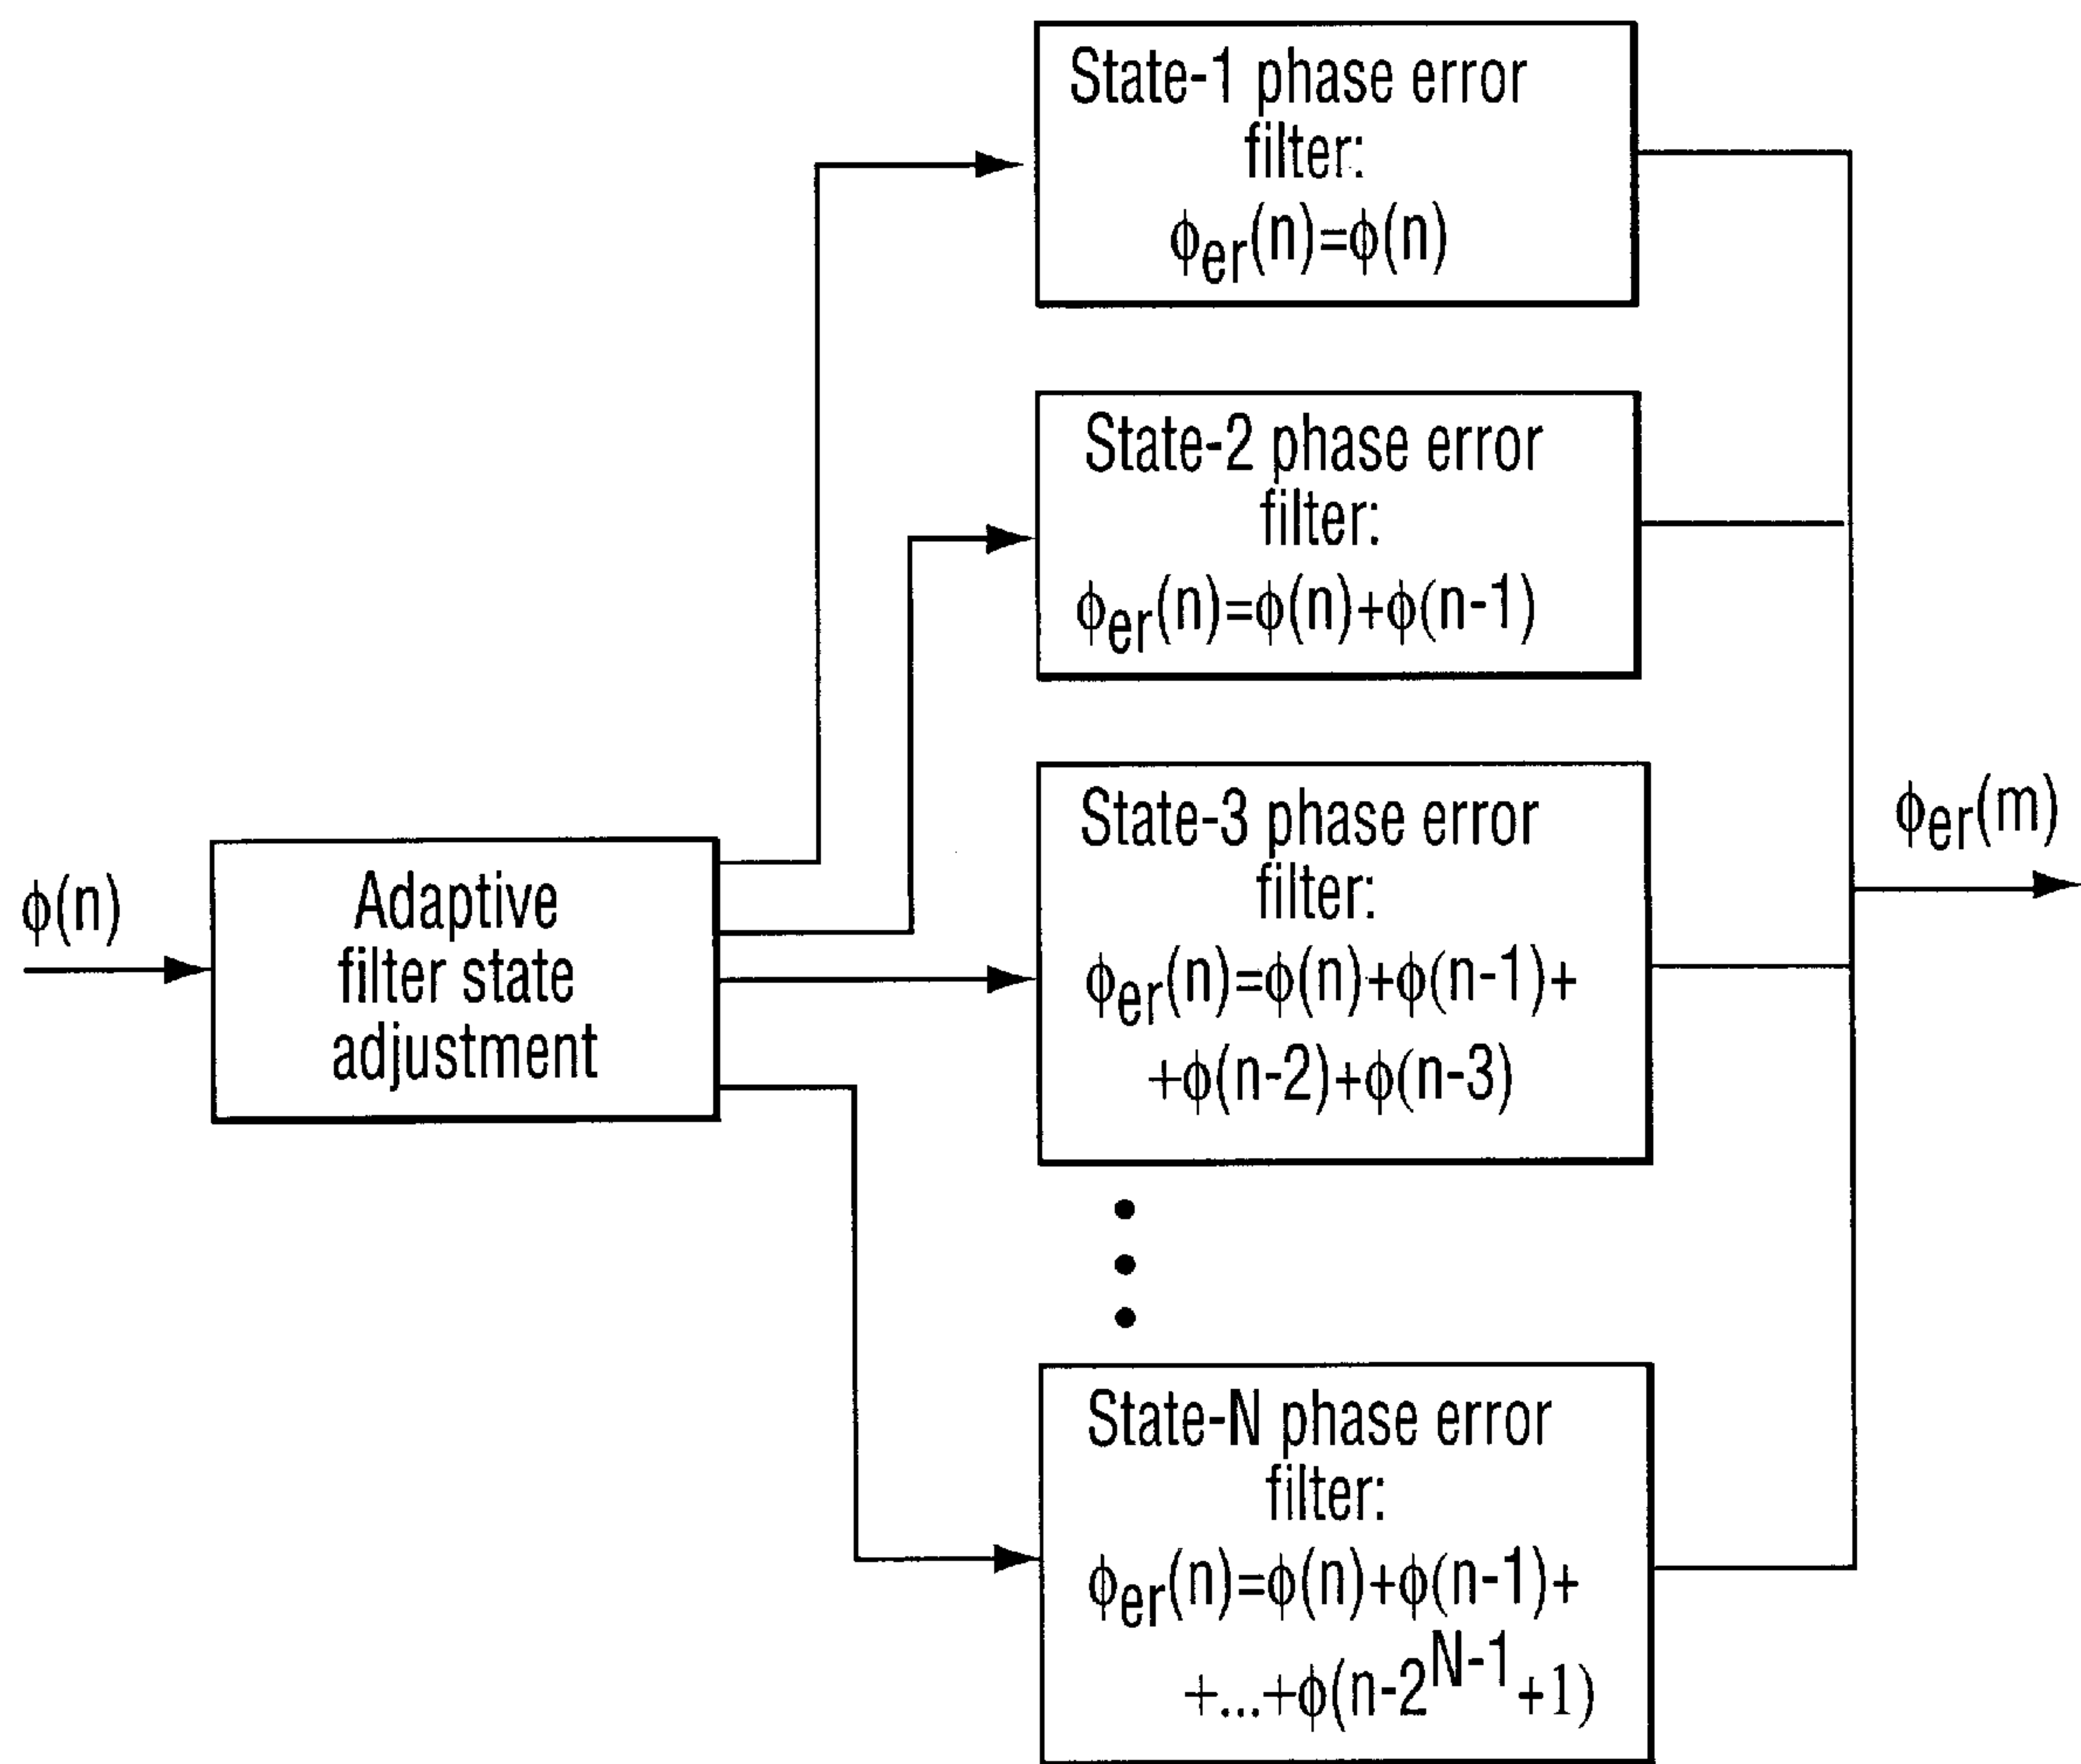 State-1 phase error
filter:
ϕer(n)=ϕ(n)
State-2 phase error
filter:
ϕer(n)=ϕ(n)+ϕ(n-1)
State-3 phase error
filter:
ϕer(n)=ϕ(n)+ϕ(n-1)+
+ϕ(n-2)+ϕ(n-3)
ϕer(m)
ϕ(n)
Adaptive
filter state
adjustment
State-N phase error
filter:
ϕer(n)=ϕ(n)+ϕ(n-1)+
+...+ϕ(n-2^N-1+1)